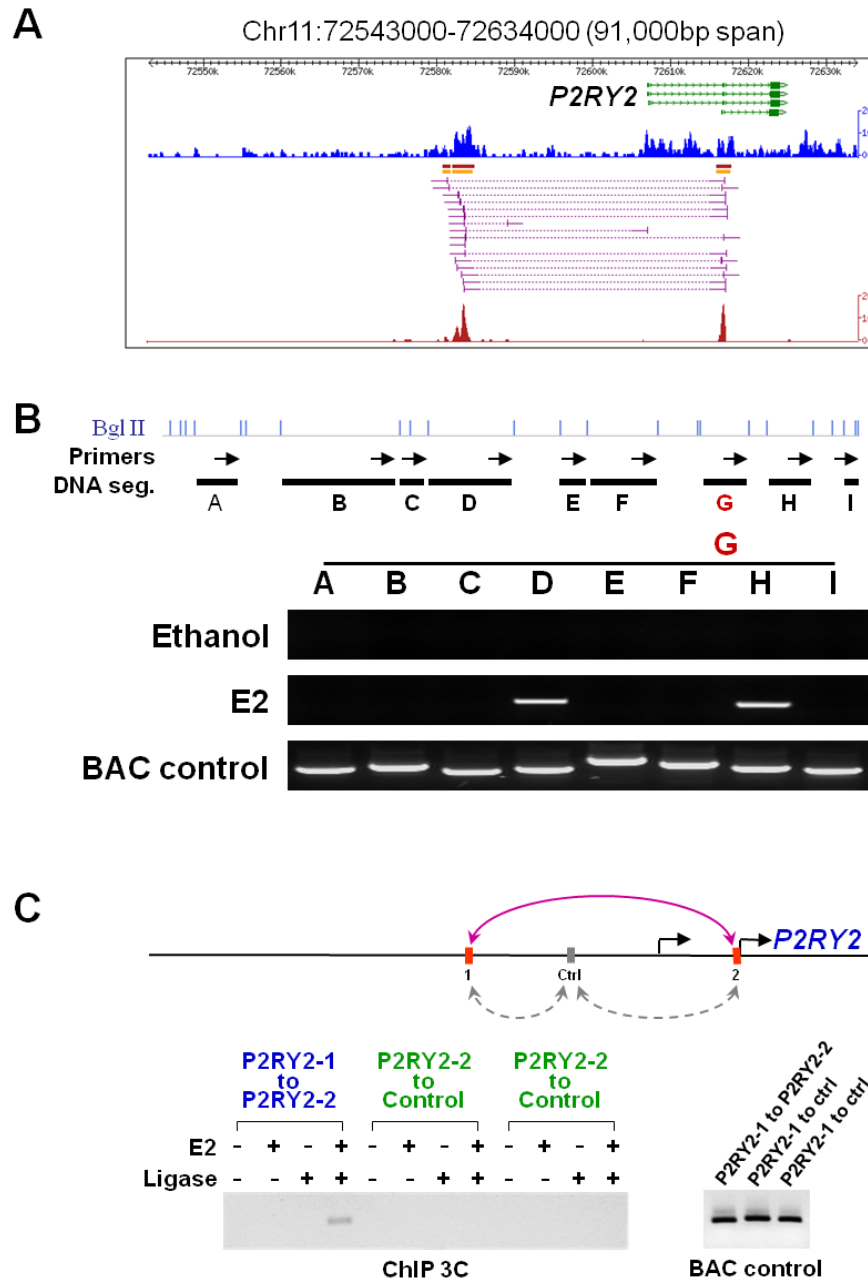 A
Chr11:72543000-72634000 (91,000bp span)
72550k 72560k 72570k 72580k 72590k 72600k 72610k 72620k 72630k
P2RY2
B
Bgl II
Primers
DNA seg.
A B C D E F G H I
G
A B C D E F H I
Ethanol
E2
BAC control
C
P2RY2
1 Ctrl 2
P2RY2-1 to P2RY2-2
P2RY2-2 to Control
P2RY2-2 to Control
E2 - + - + - + - + - + - +
Ligase - - + + - - + + - - + +
ChIP 3C
P2RY2-1 to P2RY2-2
P2RY2-1 to ctrl
P2RY2-1 to ctrl
BAC control